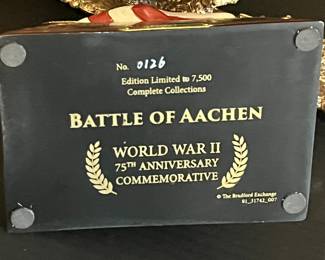 No. 0126
Edition Limited to 7,500
Complete Collections
BATTLE OF AACHEN
WORLD WAR II
75TH ANNIVERSARY
COMMEMORATIVE
© The Bradford Exchange
01_31742_007